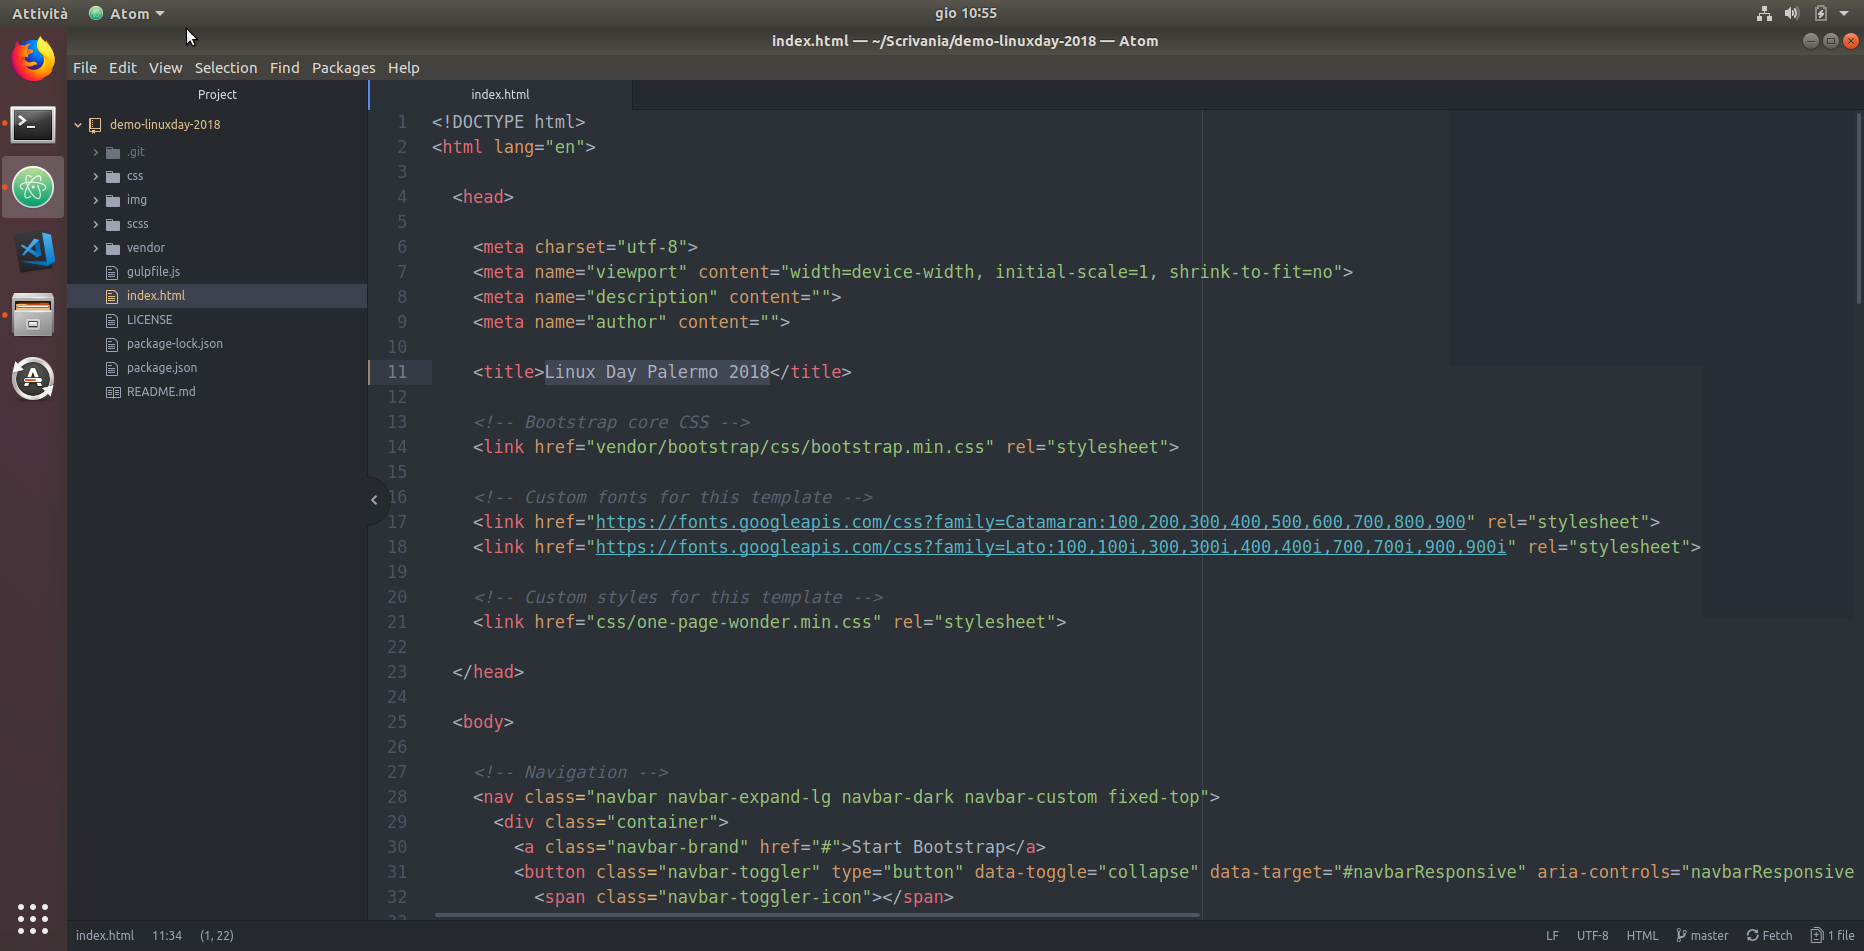 Attività Atom gio 10:55
index.html — ~/Scrivania/demo-linuxday-2018 — Atom
File Edit View Selection Find Packages Help
Project
demo-linuxday-2018
.git
css
img
scss
vendor
gulpfile.js
index.html
LICENSE
package-lock.json
package.json
README.md
index.html
1 <!DOCTYPE html>
2 <html lang="en">
3
4 <head>
5
6 <meta charset="utf-8">
7 <meta name="viewport" content="width=device-width, initial-scale=1, shrink-to-fit=no">
8 <meta name="description" content="">
9 <meta name="author" content="">
10
11 <title>Linux Day Palermo 2018</title>
12
13 <!-- Bootstrap core CSS -->
14 <link href="vendor/bootstrap/css/bootstrap.min.css" rel="stylesheet">
15
16 <!-- Custom fonts for this template -->
17 <link href="https://fonts.googleapis.com/css?family=Catamaran:100,200,300,400,500,600,700,800,900" rel="stylesheet">
18 <link href="https://fonts.googleapis.com/css?family=Lato:100,100i,300,300i,400,400i,700,700i,900,900i" rel="stylesheet">
19
20 <!-- Custom styles for this template -->
21 <link href="css/one-page-wonder.min.css" rel="stylesheet">
22
23 </head>
24
25 <body>
26
27 <!-- Navigation -->
28 <nav class="navbar navbar-expand-lg navbar-dark navbar-custom fixed-top">
29 <div class="container">
30 <a class="navbar-brand" href="#">Start Bootstrap</a>
31 <button class="navbar-toggler" type="button" data-toggle="collapse" data-target="#navbarResponsive" aria-controls="navbarResponsive
32 <span class="navbar-toggler-icon"></span>
index.html 11:34 (1, 22) LF UTF-8 HTML master Fetch 1 file